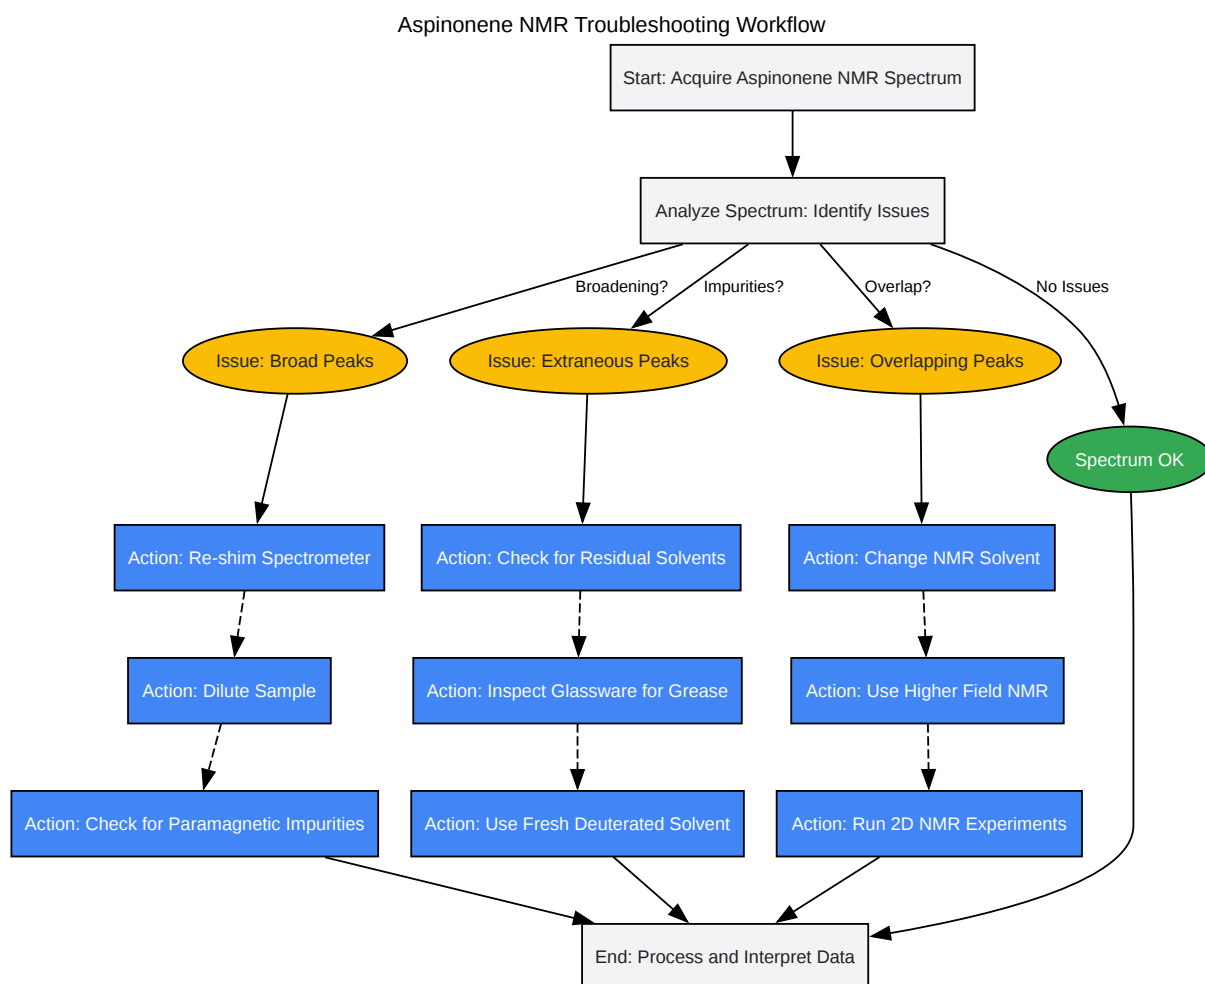 Aspinonene NMR Troubleshooting Workflow
Start: Acquire Aspinonene NMR Spectrum
Analyze Spectrum: Identify Issues
Broadening?
Impurities?
Overlap?
No Issues
Issue: Broad Peaks
Issue: Extraneous Peaks
Issue: Overlapping Peaks
Spectrum OK
Action: Re-shim Spectrometer
Action: Check for Residual Solvents
Action: Change NMR Solvent
Action: Dilute Sample
Action: Inspect Glassware for Grease
Action: Use Higher Field NMR
Action: Check for Paramagnetic Impurities
Action: Use Fresh Deuterated Solvent
Action: Run 2D NMR Experiments
End: Process and Interpret Data